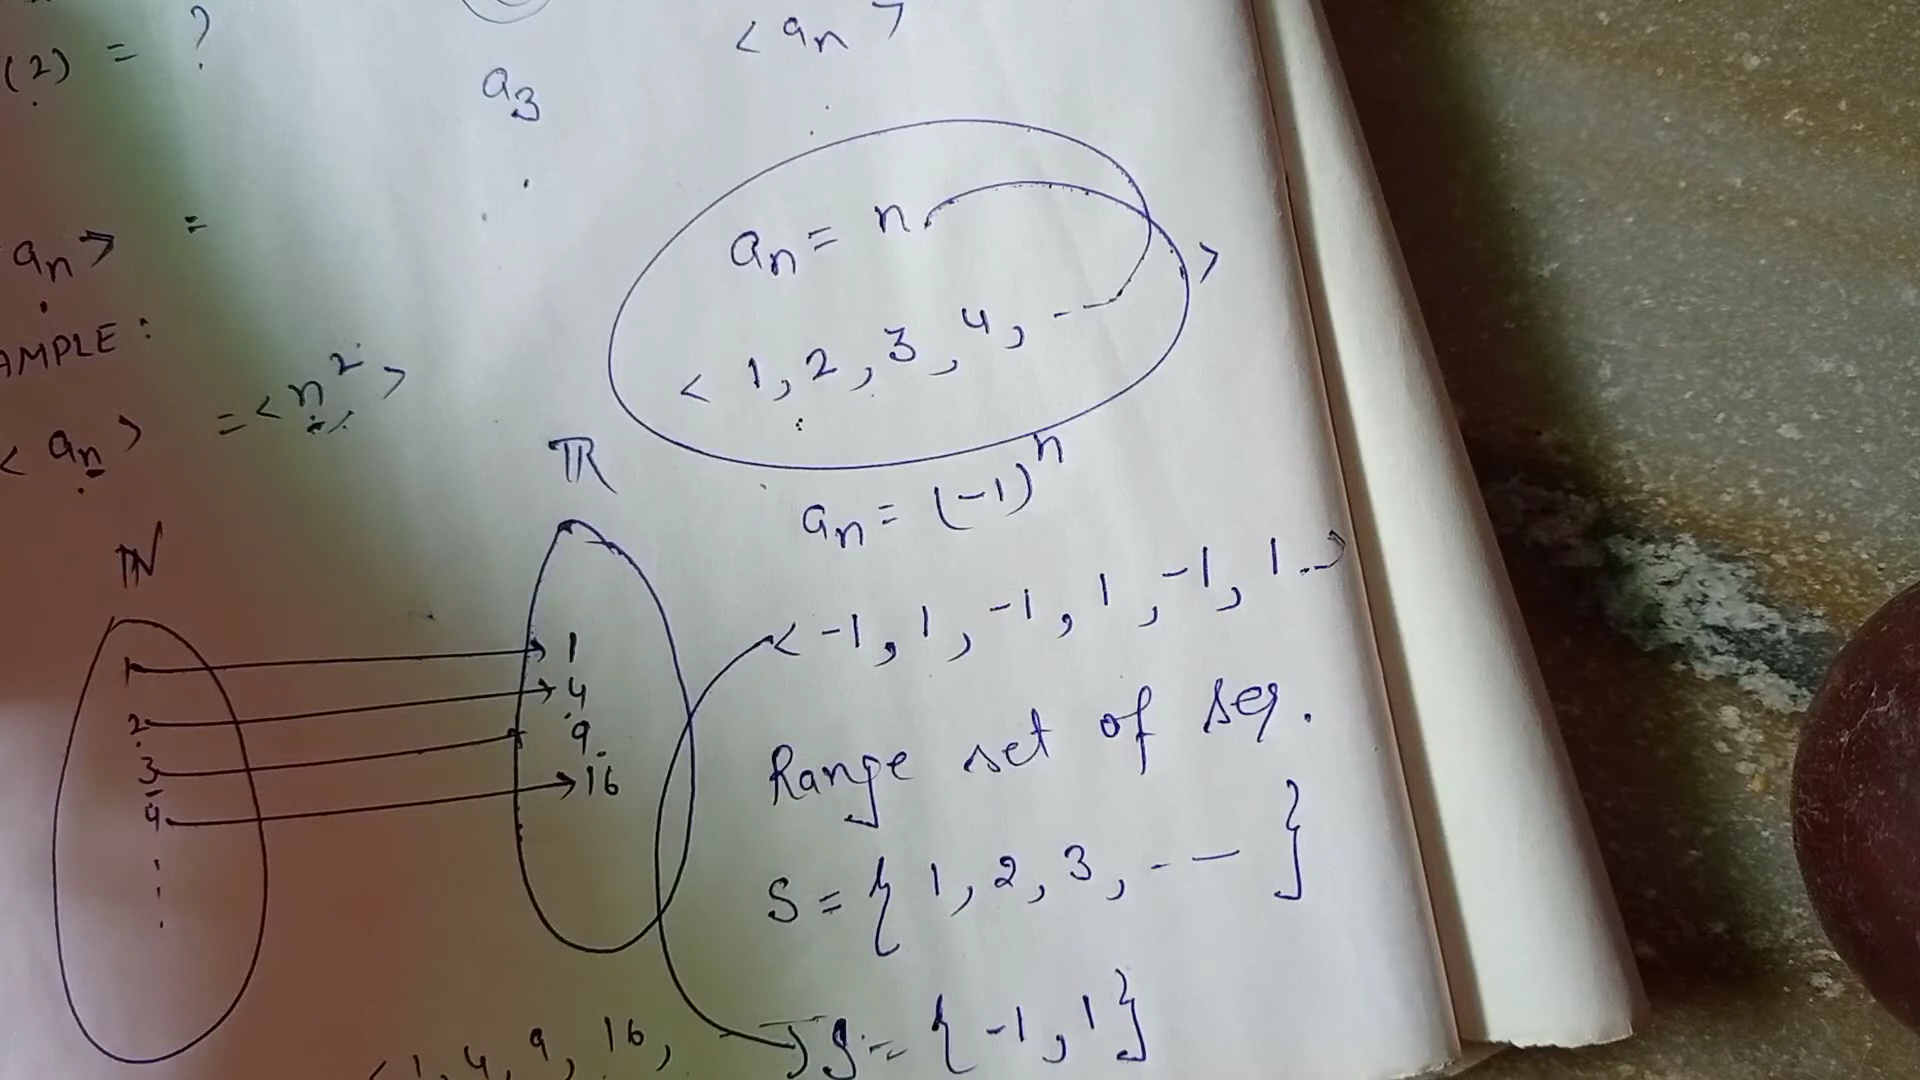 (2) = ?
a₃
< aₙ >
aₙ > =
AMPLE :
< aₙ > = < n² >
aₙ = n
< 1, 2, 3, 4, -- >
aₙ = (-1)ⁿ
< -1, 1, -1, 1, -1, 1 .. >
N
R
1
2
3
4
1
4
9
16
Range set of seq.
S = { 1, 2, 3, - — }
= { -1, 1 }
< 1, 4, 9, 16,